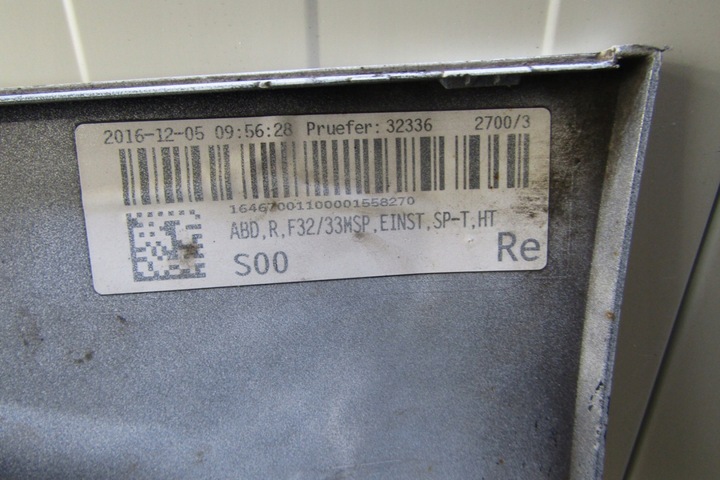 2016-12-05 09:56:28 Pruefer: 32336 2700/3
16467001100001558270
ABD,R,F32/33MSP,EINST,SP-T,HT
S00 Re